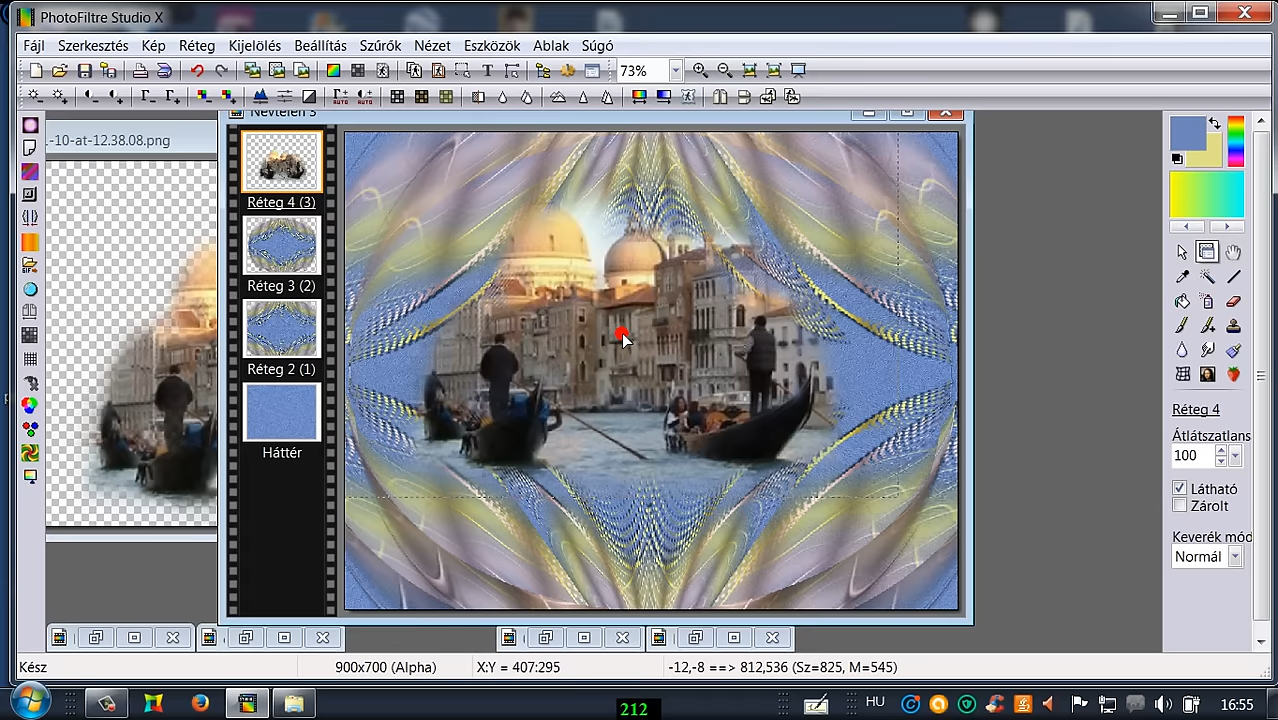 PhotoFiltre Studio X
Fájl Szerkesztés Kép Réteg Kijelölés Beállítás Szűrők Nézet Eszközök Ablak Súgó
73%
Névtelen 3
.-10-at-12.38.08.png
Réteg 4 (3)
Réteg 3 (2)
Réteg 2 (1)
Háttér
Réteg 4
Átlátszatlans
100
Látható
Zárolt
Keverék mód
Normál
Kész 900x700 (Alpha) X:Y = 407:295 -12,-8 ==> 812,536 (Sz=825, M=545)
212
HU
16:55